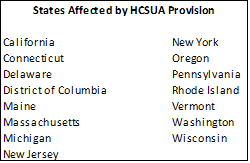 States Affected by HCSUA Provision
California New York
Connecticut Oregon
Delaware Pennsylvania
District of Columbia Rhode Island
Maine Vermont
Massachusetts Washington
Michigan Wisconsin
New Jersey